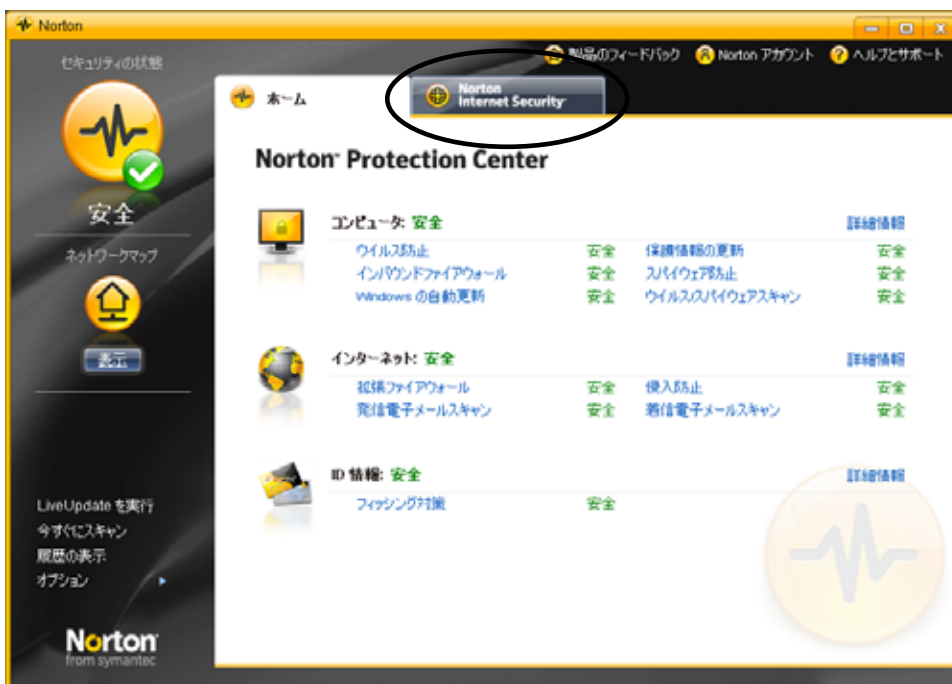 Norton
セキュリティの状態
製品のフィードバック Norton アカウント ヘルプとサポート
ホーム
Norton
Internet Security
Norton Protection Center
安全
ネットワークマップ
表示
コンピュータ: 安全 詳細情報
ウイルス防止 安全 保護情報の更新 安全
インバウンドファイアウォール 安全 スパイウェア防止 安全
Windows の自動更新 安全 ウイルス/スパイウェアスキャン 安全
インターネット: 安全 詳細情報
拡張ファイアウォール 安全 侵入防止 安全
発信電子メールスキャン 安全 着信電子メールスキャン 安全
ID 情報: 安全 詳細情報
フィッシング対策 安全
LiveUpdate を実行
今すぐにスキャン
履歴の表示
オプション
Norton
from symantec